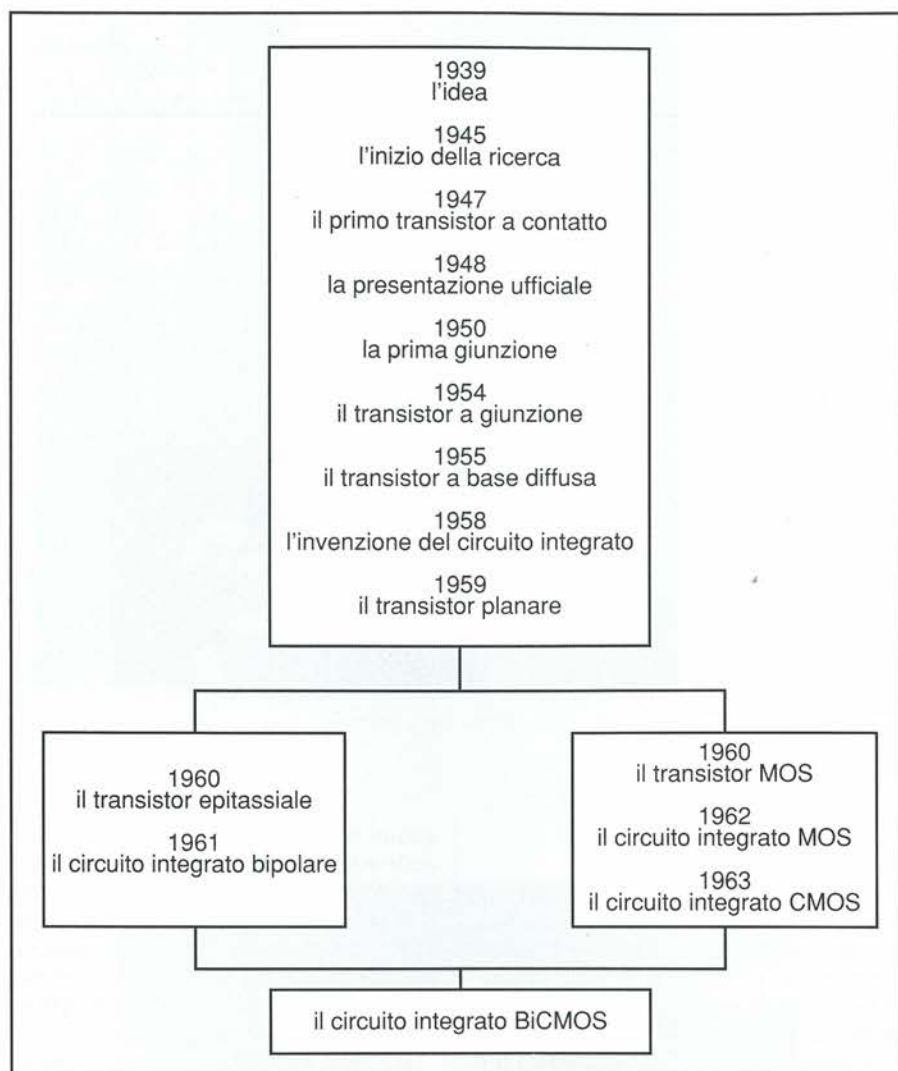 1939
l'idea
1945
l'inizio della ricerca
1947
il primo transistor a contatto
1948
la presentazione ufficiale
1950
la prima giunzione
1954
il transistor a giunzione
1955
il transistor a base diffusa
1958
l'invenzione del circuito integrato
1959
il transistor planare
1960
il transistor epitassiale
1961
il circuito integrato bipolare
1960
il transistor MOS
1962
il circuito integrato MOS
1963
il circuito integrato CMOS
il circuito integrato BiCMOS